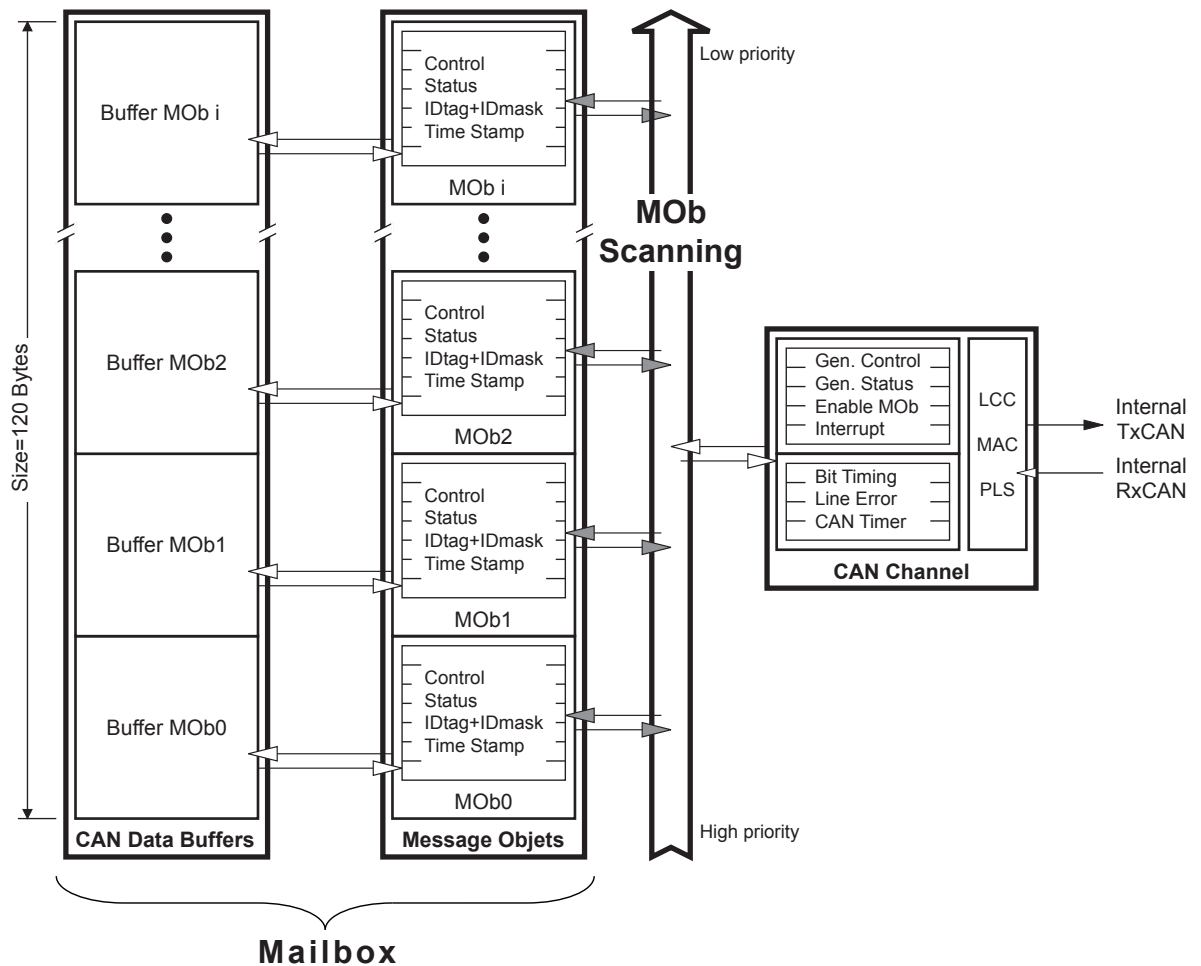 Size=120 Bytes
Buffer MOb i
Buffer MOb2
Buffer MOb1
Buffer MOb0
CAN Data Buffers
Control
Status
IDtag+IDmask
Time Stamp
MOb i
Control
Status
IDtag+IDmask
Time Stamp
MOb2
Control
Status
IDtag+IDmask
Time Stamp
MOb1
Control
Status
IDtag+IDmask
Time Stamp
MOb0
Message Objets
Low priority
MOb
Scanning
High priority
Gen. Control
Gen. Status
Enable MOb
Interrupt
Bit Timing
Line Error
CAN Timer
LCC
MAC
PLS
CAN Channel
Internal
TxCAN
Internal
RxCAN
Mailbox